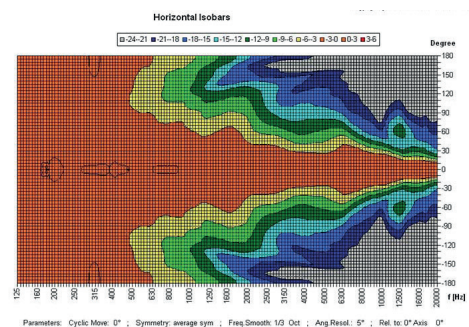 Horizontal Isobars
-24--21 -21--18 -18--15 -15--12 -12--9 -9--6 -6--3 -3-0 0-3 3-6
Degree
180
150
120
90
60
30
0
-30
-60
-90
-120
-150
-180
125 160 200 250 315 400 500 630 800 1000 1250 1600 2000 2500 3150 4000 5000 6300 8000 10000 12500 16000 20000
f [Hz]
Parameters: Cyclic Move: 0° ; Symmetry: average sym ; Freq.Smooth: 1/3 Oct ; Ang.Resol.: 5° ; Rel. to: 0° Axis 0°